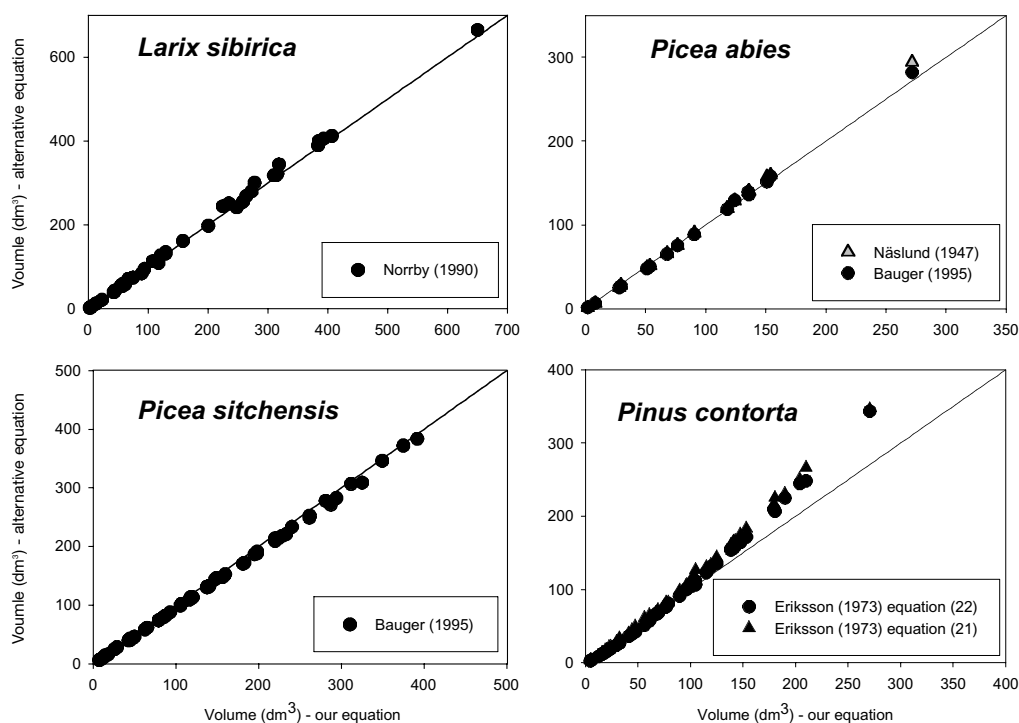 Larix sibirica
Voumle (dm³) - alternative equation
600
400
200
0
0 100 200 300 400 500 600 700
Norrby (1990)
Picea abies
300
200
100
0
0 50 100 150 200 250 300 350
Näslund (1947)
Bauger (1995)
Picea sitchensis
Voumle (dm³) - alternative equation
500
400
300
200
100
0
0 100 200 300 400 500
Bauger (1995)
Volume (dm³) - our equation
Pinus contorta
400
300
200
100
0
0 50 100 150 200 250 300 350 400
Eriksson (1973) equation (22)
Eriksson (1973) equation (21)
Volume (dm³) - our equation